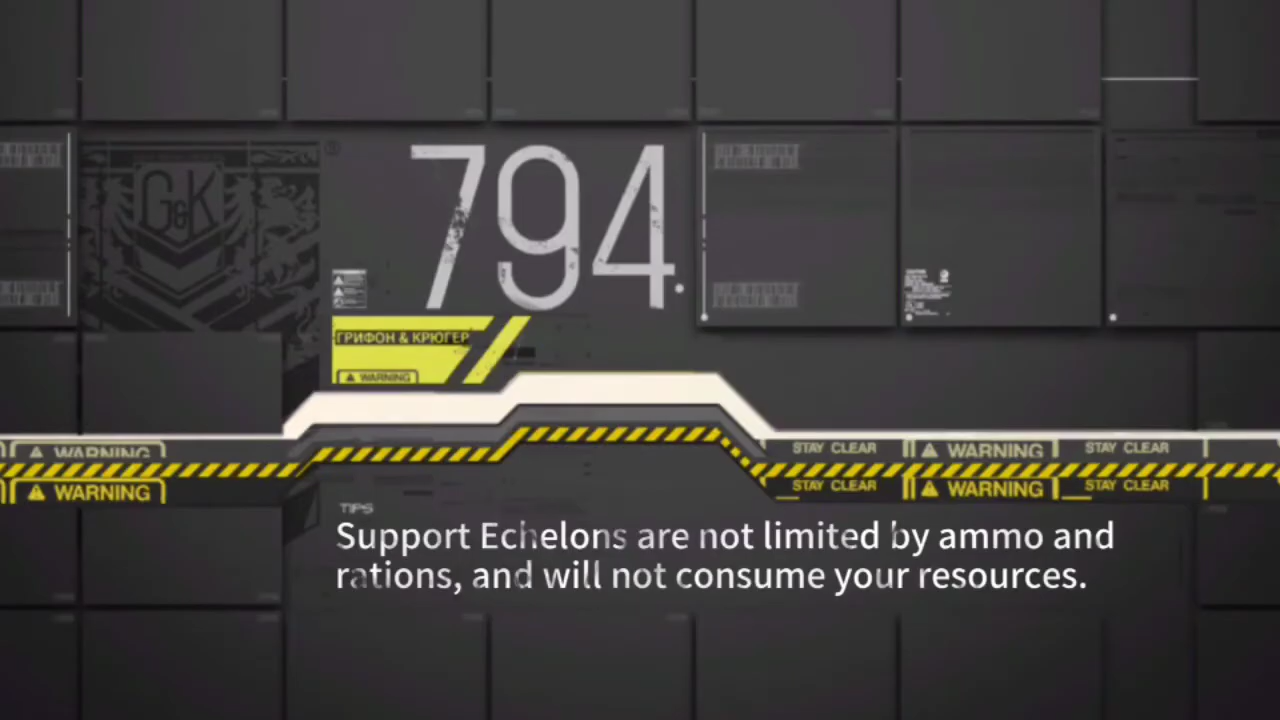 G&K
794.
ГРИФОН & КРЮГЕР
WARNING
WARNING
STAY CLEAR
WARNING
STAY CLEAR
WARNING
STAY CLEAR
WARNING
STAY CLEAR
TIPS
Support Echelons are not limited by ammo and
rations, and will not consume your resources.